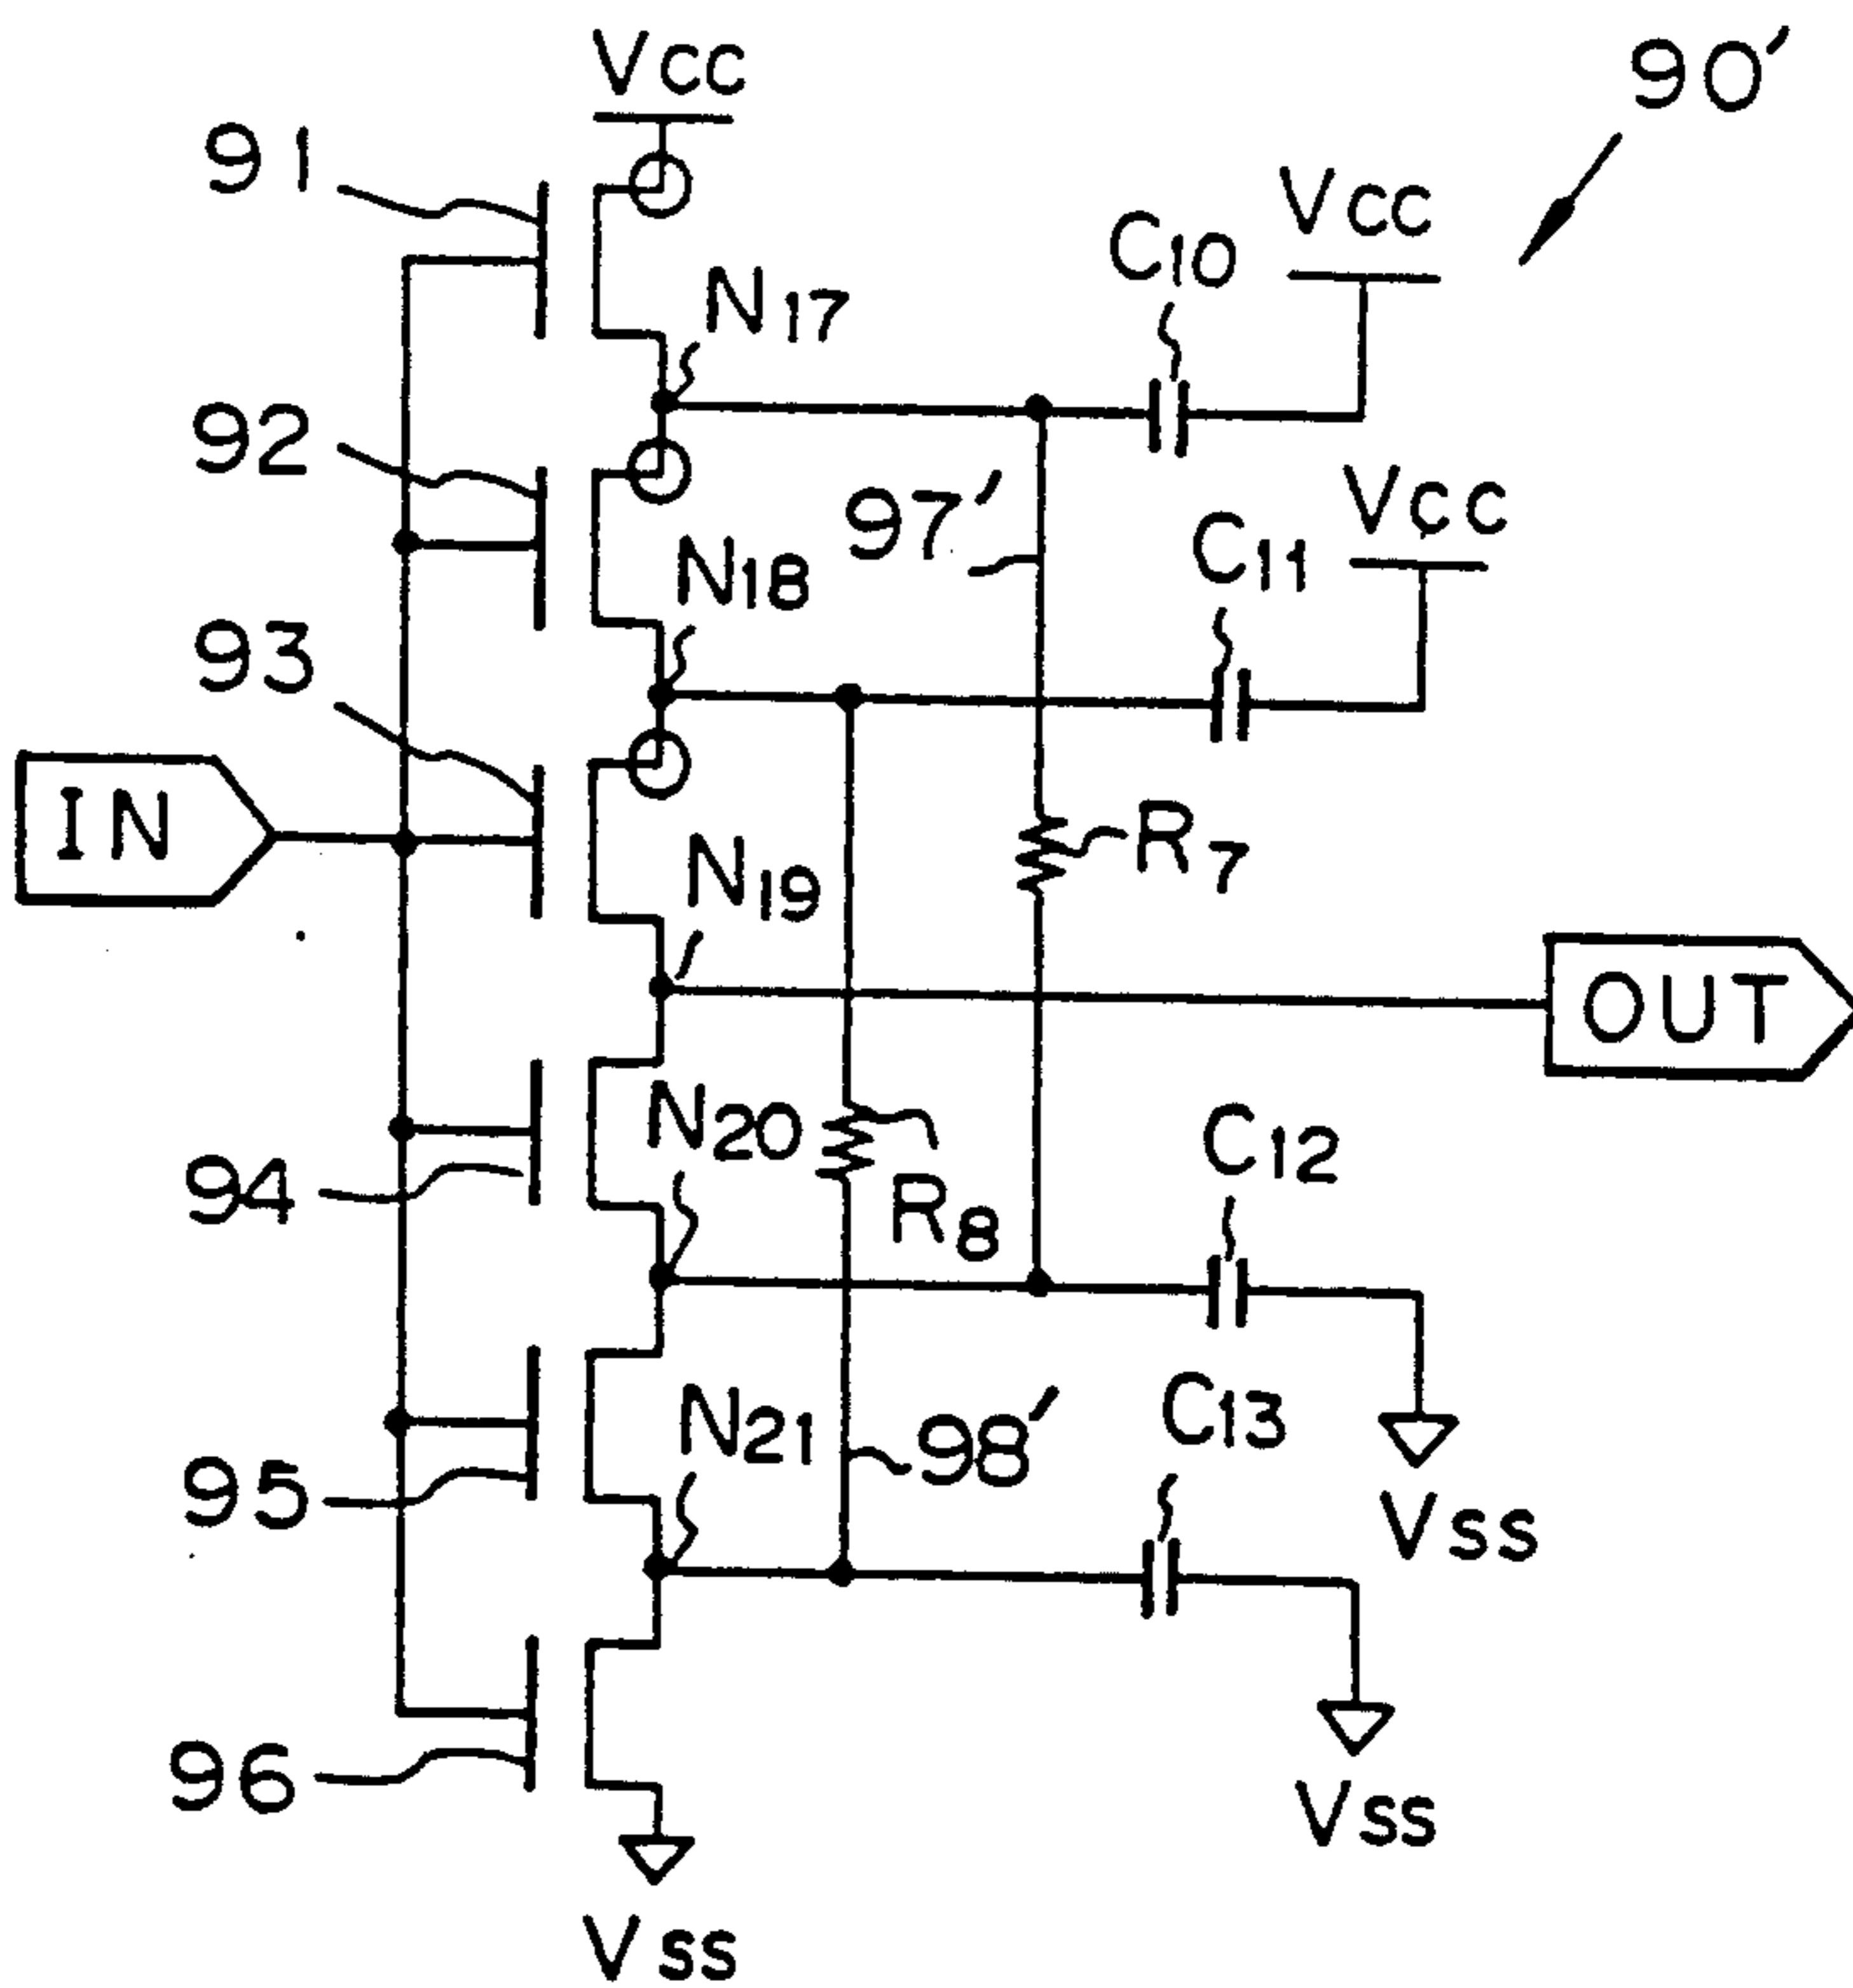 Vcc
90'
91
Vcc
C10
N17
92
Vcc
97'
C11
N18
93
IN
R7
N19
OUT
N20
C12
94
R8
C13
N21
98'
95
Vss
96
Vss
Vss